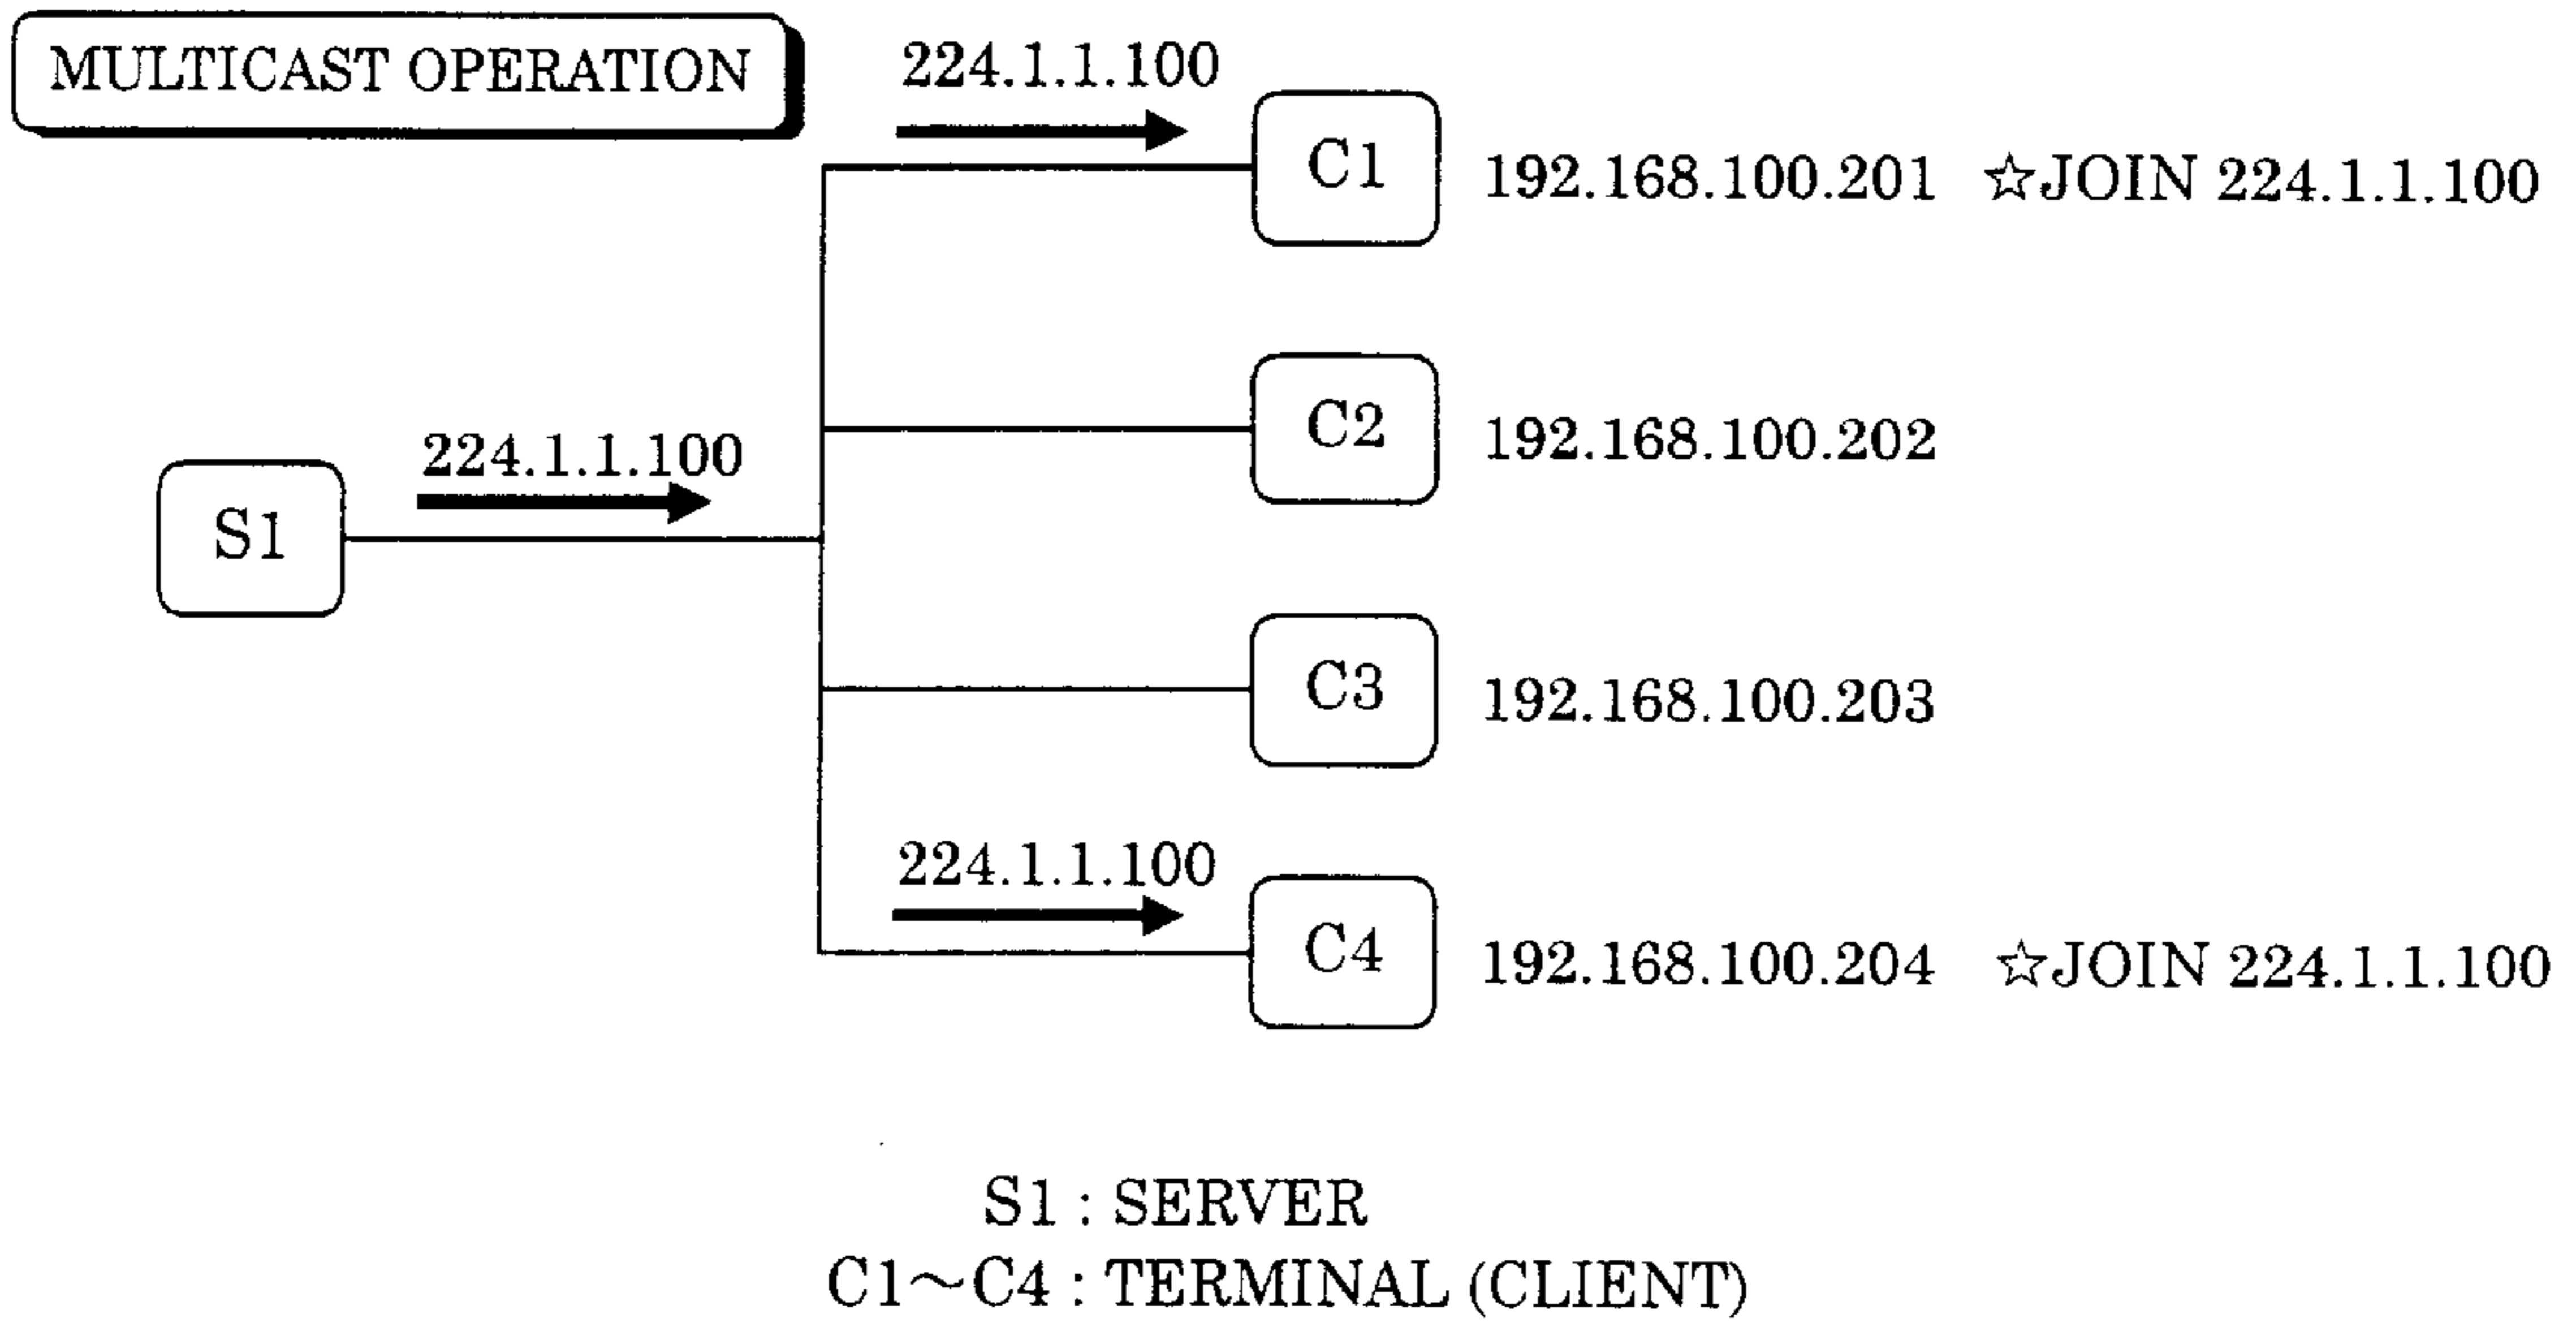 MULTICAST OPERATION
224.1.1.100
C1
192.168.100.201 ☆JOIN 224.1.1.100
C2
192.168.100.202
224.1.1.100
S1
C3
192.168.100.203
224.1.1.100
C4
192.168.100.204 ☆JOIN 224.1.1.100
S1 : SERVER
C1～C4 : TERMINAL (CLIENT)